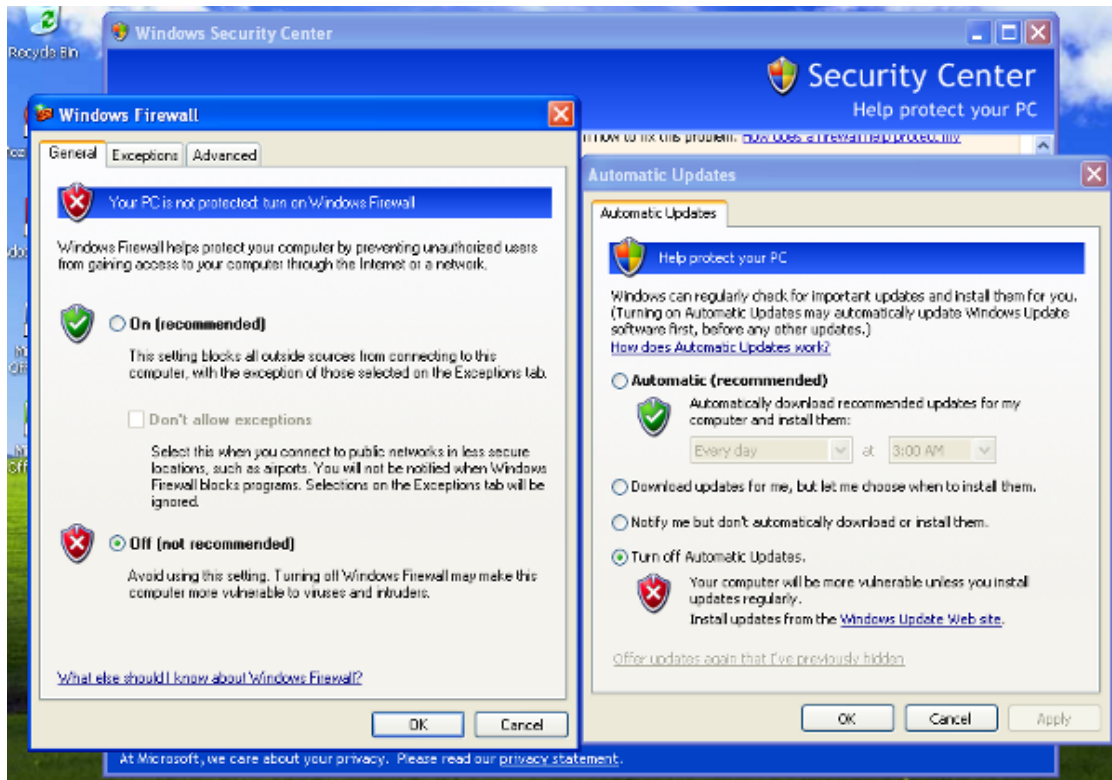 Recycle Bin
Windows Security Center
Security Center
Help protect your PC
n how to fix this problem. How does a firewall help protect my
Windows Firewall
General
Exceptions
Advanced
Your PC is not protected: turn on Windows Firewall
Windows Firewall helps protect your computer by preventing unauthorized users
from gaining access to your computer through the Internet or a network.
On (recommended)
This setting blocks all outside sources from connecting to this
computer, with the exception of those selected on the Exceptions tab.
Don't allow exceptions
Select this when you connect to public networks in less secure
locations, such as airports. You will not be notified when Windows
Firewall blocks programs. Selections on the Exceptions tab will be
ignored.
Off (not recommended)
Avoid using this setting. Turning off Windows Firewall may make this
computer more vulnerable to viruses and intruders.
What else should I know about Windows Firewall?
OK
Cancel
Automatic Updates
Automatic Updates
Help protect your PC
Windows can regularly check for important updates and install them for you.
(Turning on Automatic Updates may automatically update Windows Update
software first, before any other updates.)
How does Automatic Updates work?
Automatic (recommended)
Automatically download recommended updates for my
computer and install them:
Every day at 3:00 AM
Download updates for me, but let me choose when to install them.
Notify me but don't automatically download or install them.
Turn off Automatic Updates.
Your computer will be more vulnerable unless you install
updates regularly.
Install updates from the Windows Update Web site.
Offer updates again that I've previously hidden
OK
Cancel
Apply
At Microsoft, we care about your privacy. Please read our privacy statement.